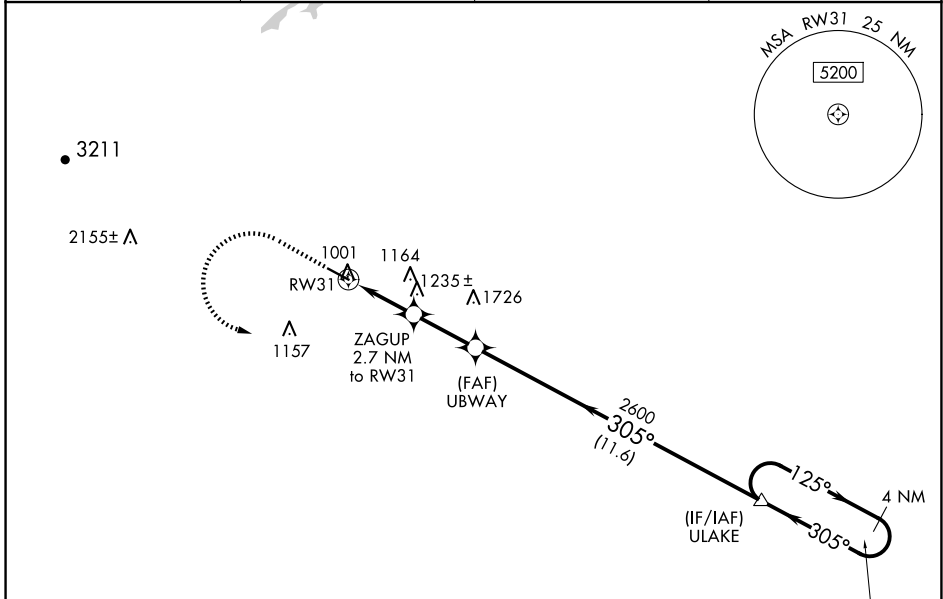 MSA RW31 25 NM
5200
3211
2155±
1001
1164
RW31
1235±
1726
1157
ZAGUP
2.7 NM
to RW31
(FAF)
UBWAY
2600
305°
(11.6)
125°
4 NM
(IF/IAF)
ULAKE
305°